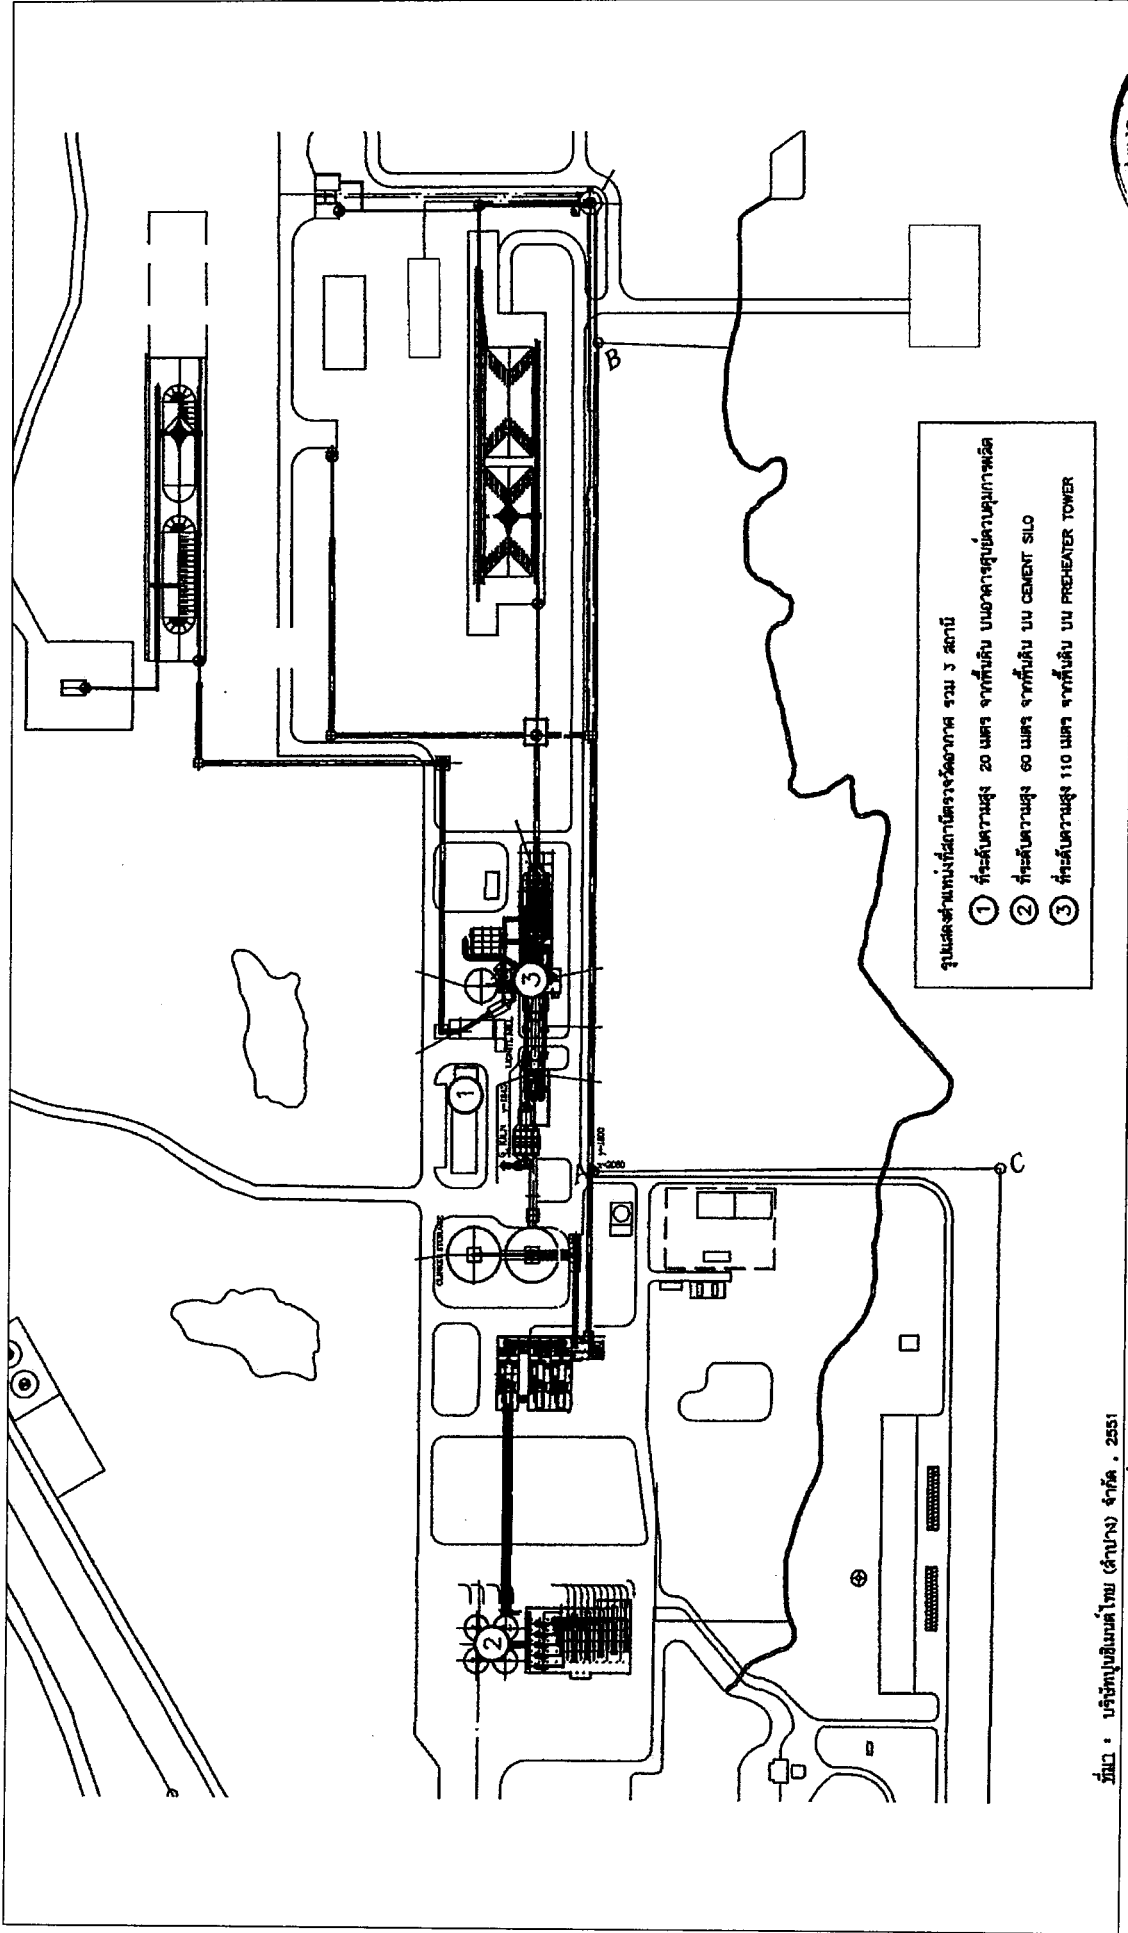 รูปแสดงตำแหน่งที่สถานีตรวจวัดอากาศ รวม 3 สถานี
1 ที่ระดับความสูง 20 เมตร จากพื้นดิน บนอาคารศูนย์ควบคุมการผลิต
2 ที่ระดับความสูง 60 เมตร จากพื้นดิน บน CEMENT SILO
3 ที่ระดับความสูง 110 เมตร จากพื้นดิน บน PREHEATER TOWER
2
CLINKER STORAGE
1
3
KILN
B
C
ที่มา : บริษัทปูนซิเมนต์ไทย (ลำปาง) จำกัด , 2551